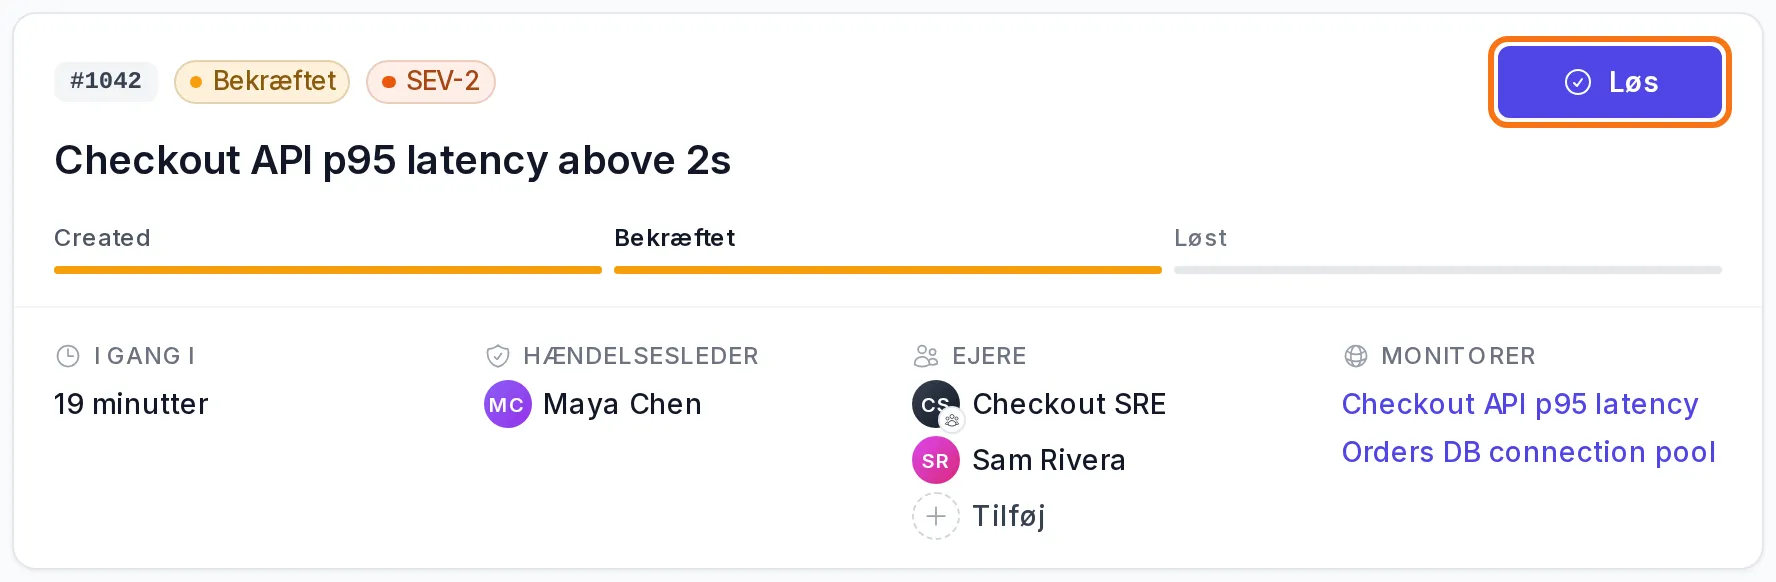 #1042 Bekræftet SEV-2 Løs
Checkout API p95 latency above 2s
Created Bekræftet Løst
I GANG I
19 minutter
HÆNDELSESLEDER
MC Maya Chen
EJERE
CS Checkout SRE
SR Sam Rivera
Tilføj
MONITORER
Checkout API p95 latency
Orders DB connection pool